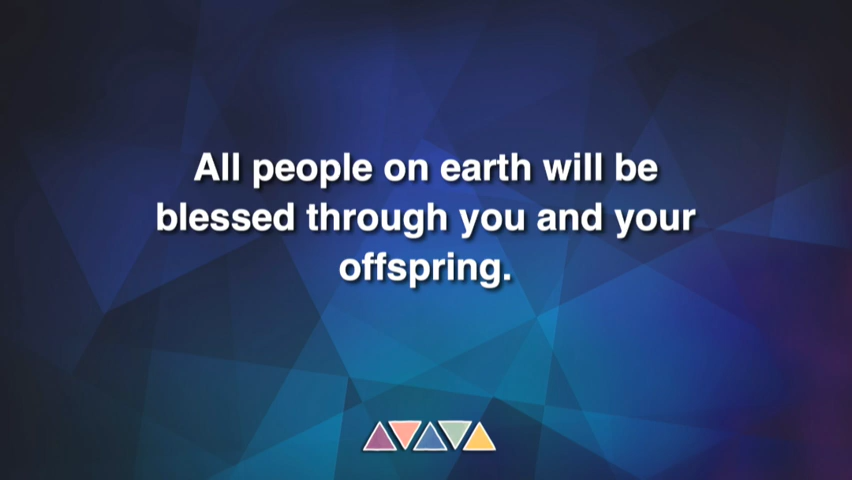 All people on earth will be
blessed through you and your
offspring.